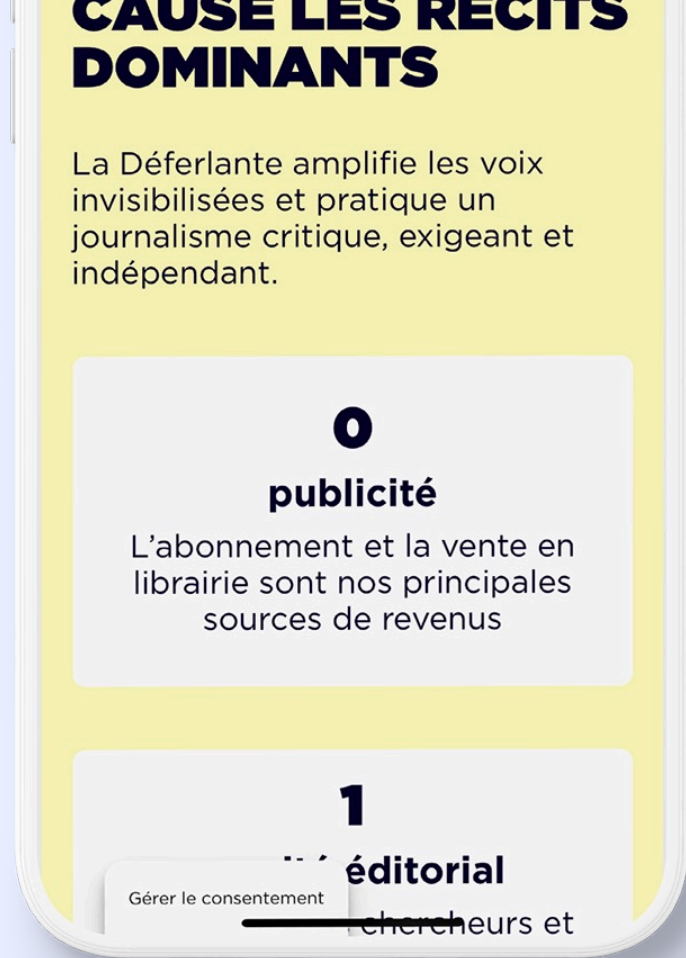 CAUSE LES RÉCITS
DOMINANTS
La Déferlante amplifie les voix
invisibilisées et pratique un
journalisme critique, exigeant et
indépendant.
0
publicité
L’abonnement et la vente en
librairie sont nos principales
sources de revenus
1
éditorial
Gérer le consentement
chercheurs et